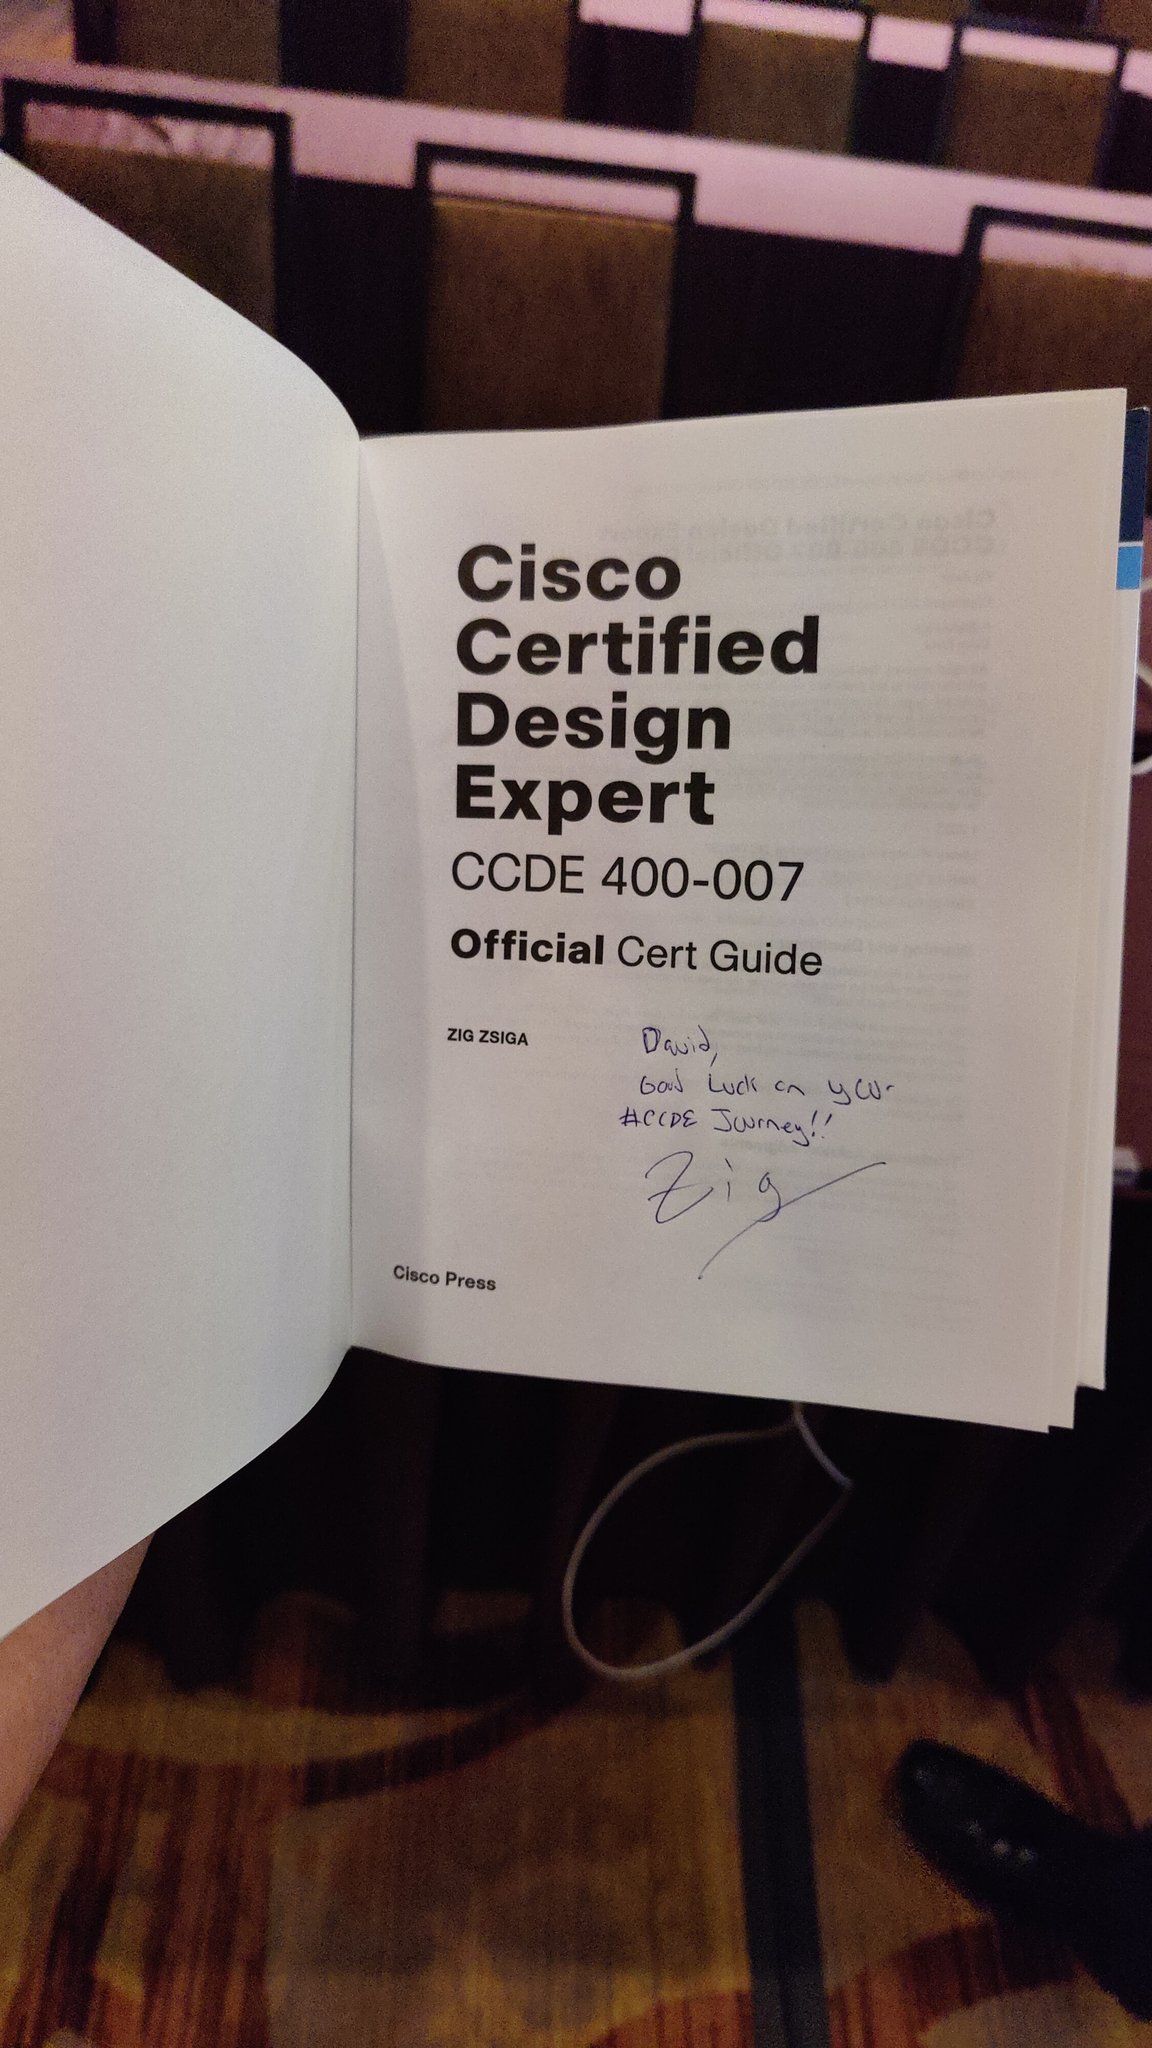 Cisco
Certified
Design
Expert
CCDE 400-007
Official Cert Guide
ZIG ZSIGA
David,
Good Luck on your
#CCDE Journey!!
Zig
Cisco Press